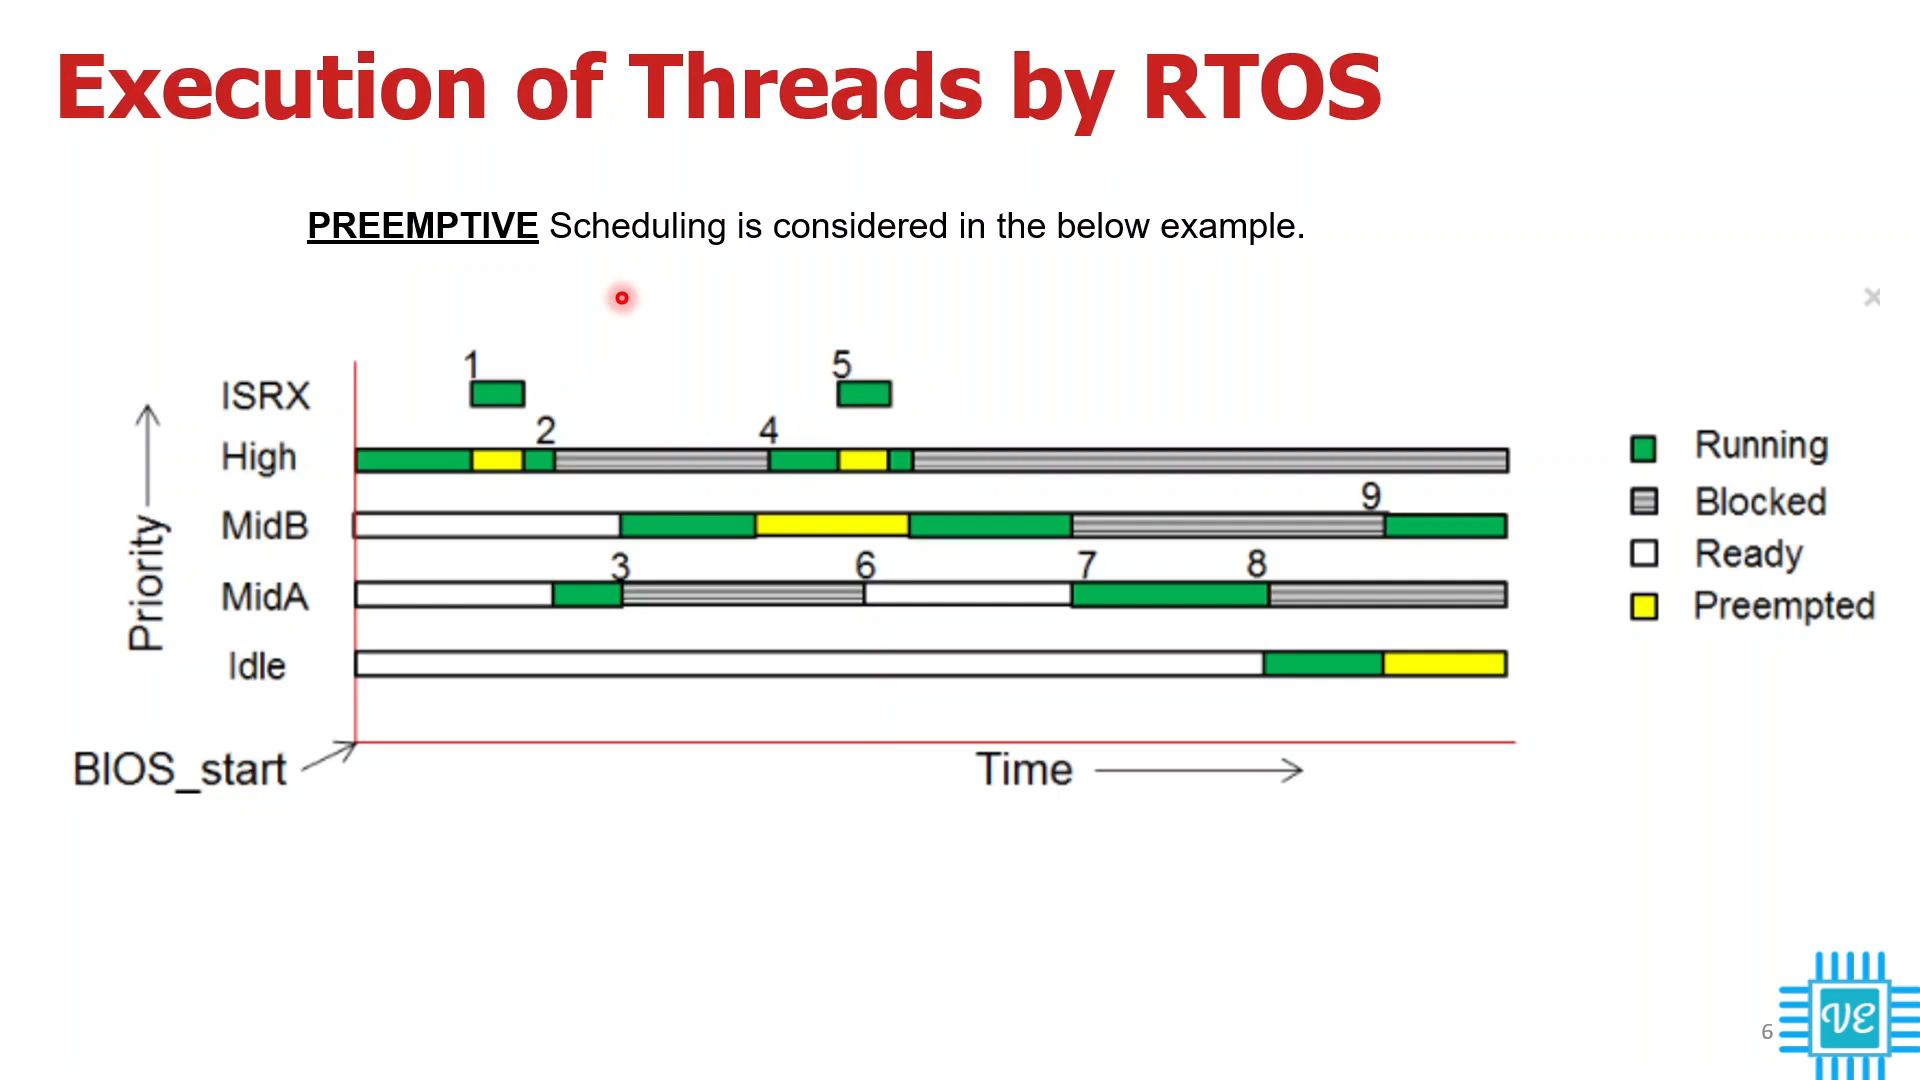 Execution of Threads by RTOS
PREEMPTIVE Scheduling is considered in the below example.
1
5
ISRX
2
4
High
9
MidB
3
6
7
8
MidA
Idle
Priority
BIOS_start
Time
Running
Blocked
Ready
Preempted
6
VE